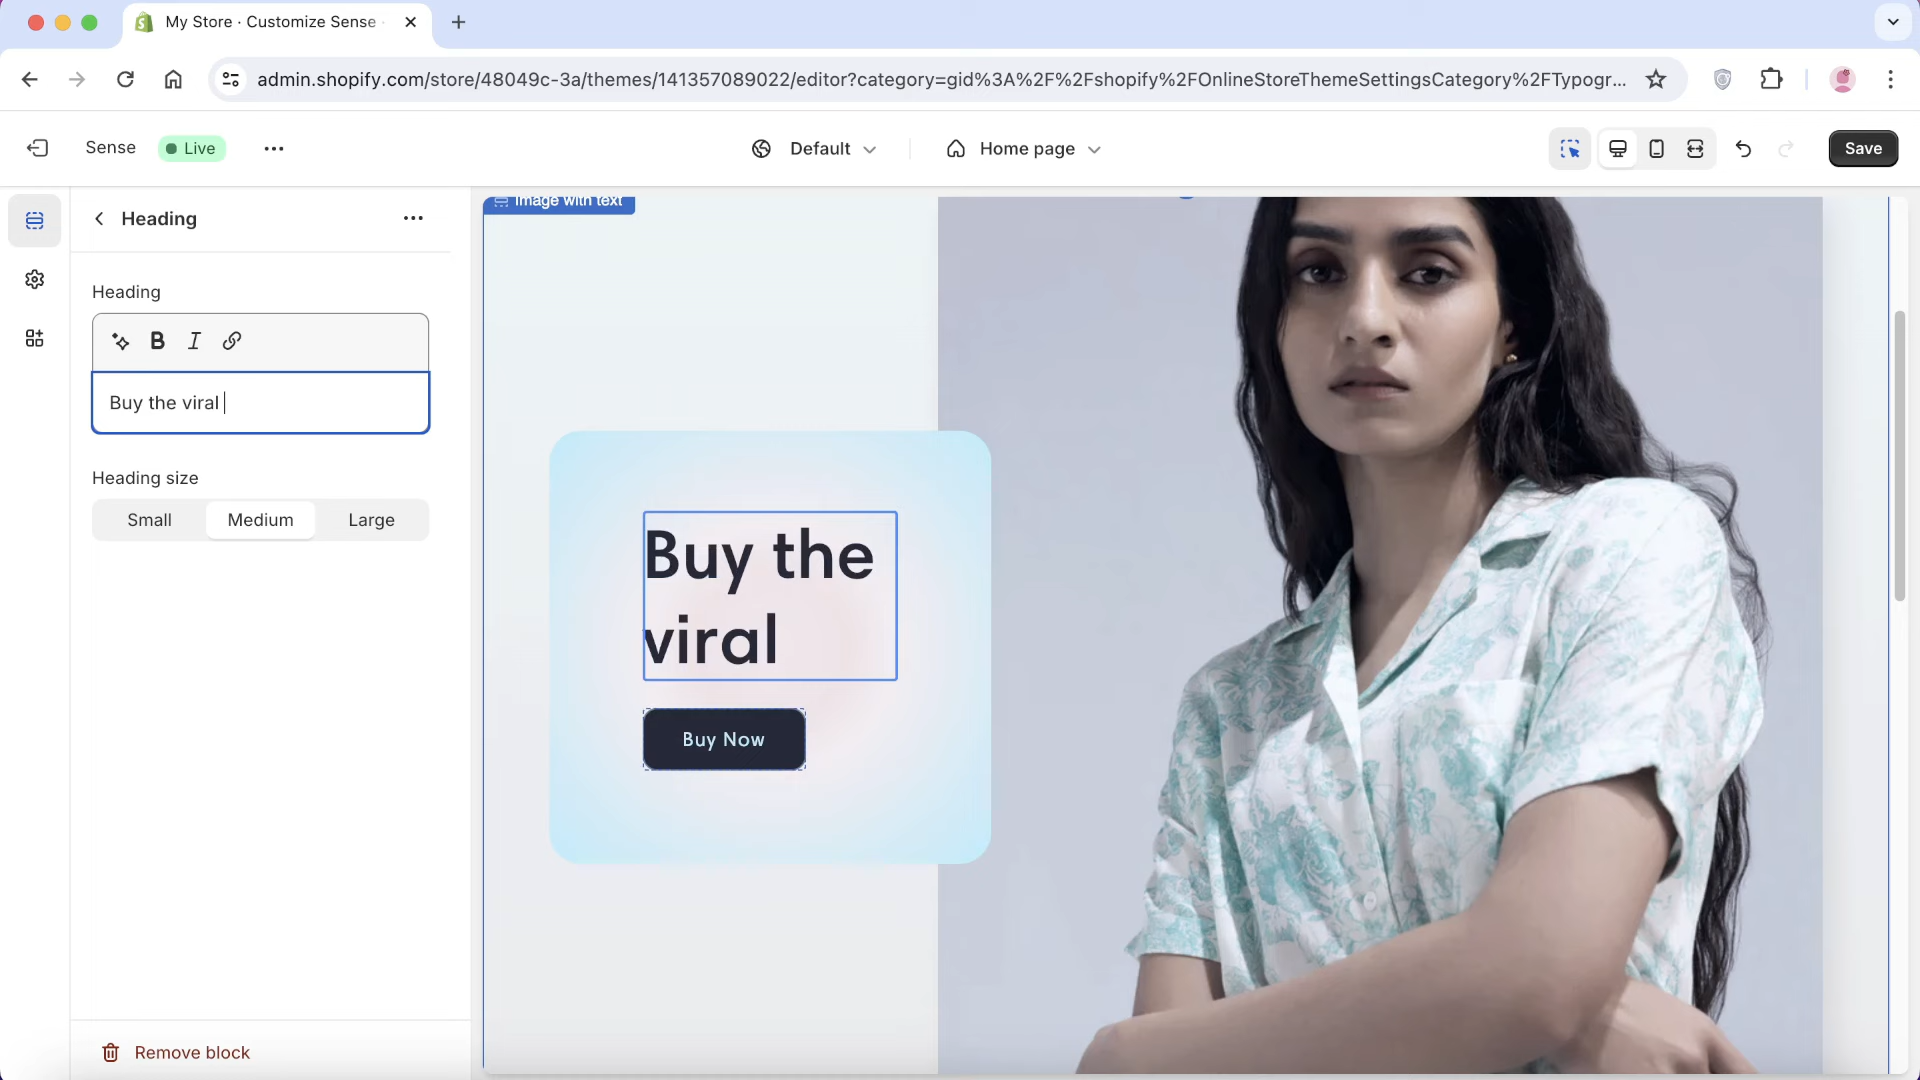 My Store · Customize Sense ·
admin.shopify.com/store/48049c-3a/themes/141357089022/editor?category=gid%3A%2F%2Fshopify%2FOnlineStoreThemeSettingsCategory%2FTypogr...
Sense
Live
Default
Home page
Save
Heading
Heading
B I
Buy the viral
Heading size
Small
Medium
Large
Remove block
Image with text
Buy the
viral
Buy Now